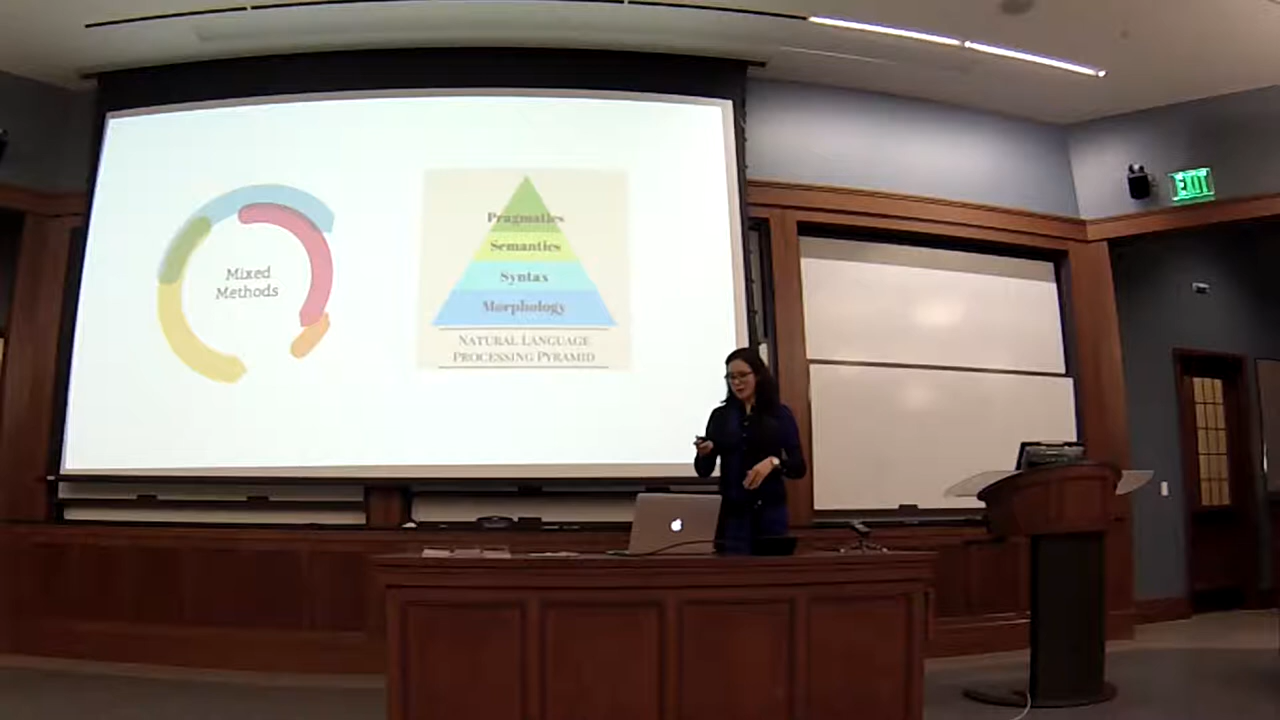 Mixed
Methods
Pragmatics
Semantics
Syntax
Morphology
NATURAL LANGUAGE
PROCESSING PYRAMID
EXIT